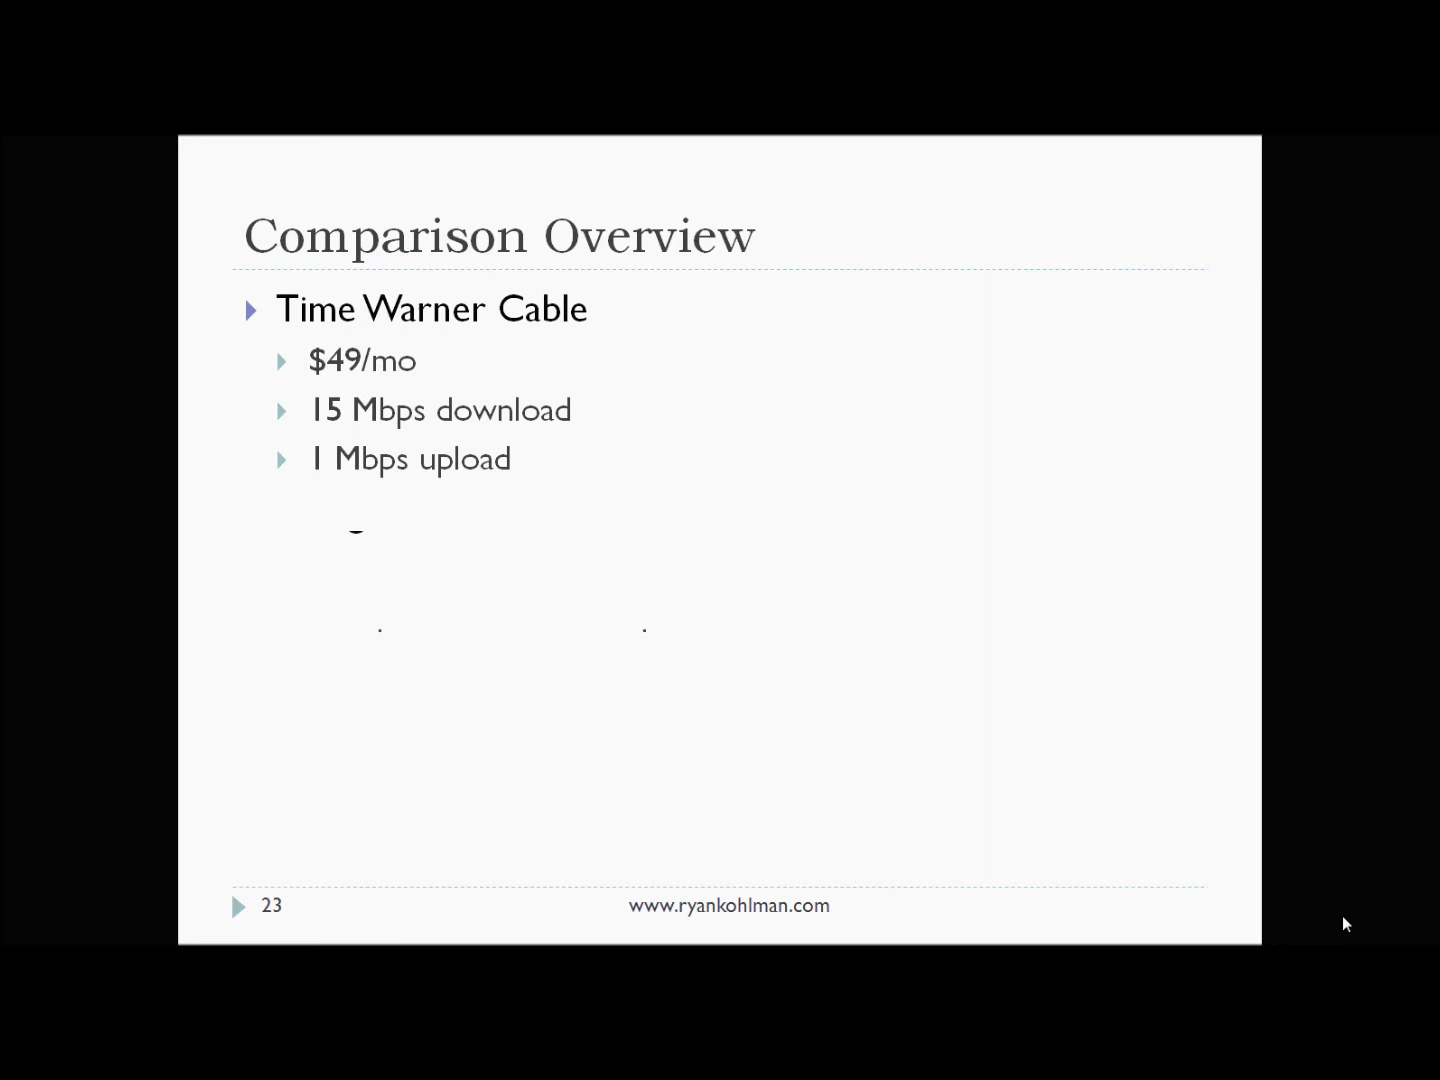 Comparison Overview
Time Warner Cable
$49/mo
15 Mbps download
1 Mbps upload
23
www.ryankohlman.com